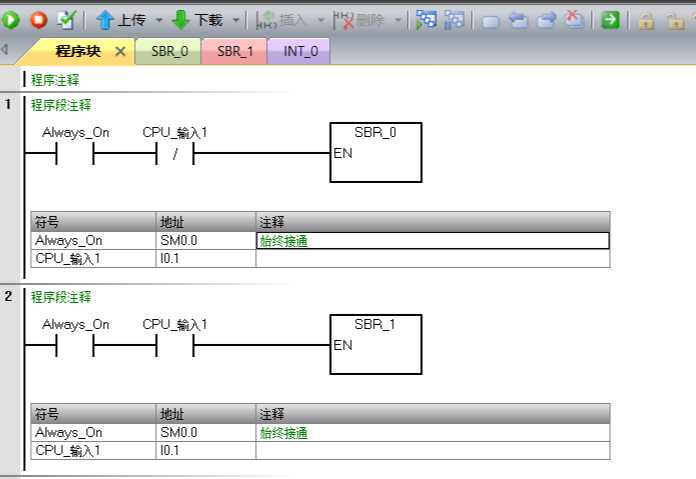 上传 下载 插入 删除
程序块 SBR_0 SBR_1 INT_0
程序注释
1 程序段注释
Always_On CPU_输入1 SBR_0
/ EN
符号 地址 注释
Always_On SM0.0 始终接通
CPU_输入1 I0.1
2 程序段注释
Always_On CPU_输入1 SBR_1
EN
符号 地址 注释
Always_On SM0.0 始终接通
CPU_输入1 I0.1